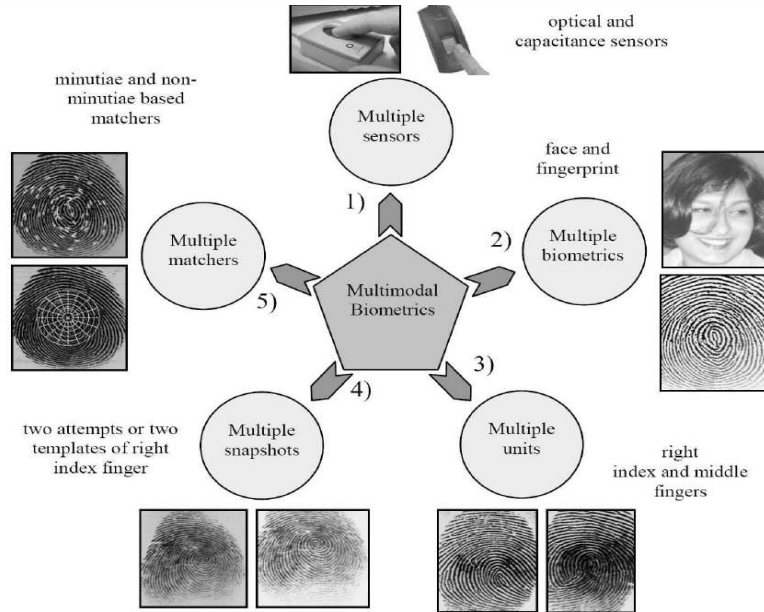 optical and
capacitance sensors
minutiae and non-
minutiae based
matchers
Multiple
sensors
face and
fingerprint
1)
2)
Multiple
biometrics
Multiple
matchers
5)
Multimodal
Biometrics
3)
4)
two attempts or two
templates of right
index finger
Multiple
snapshots
Multiple
units
right
index and middle
fingers